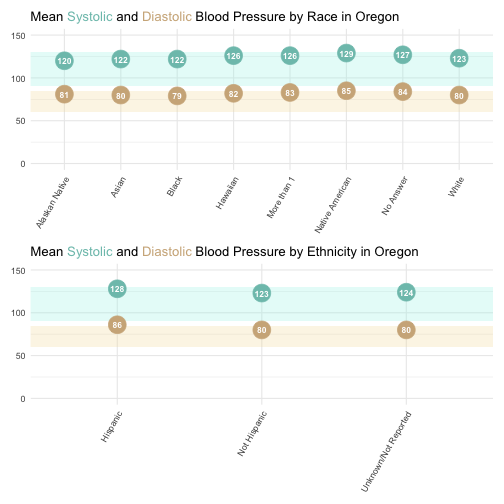 Mean Systolic and Diastolic Blood Pressure by Race in Oregon
150
100
50
0
120 122 122 126 126 129 127 123
81 80 79 82 83 85 84 80
Alaskan Native Asian Black Hawaiian More than 1 Native American No Answer White
Mean Systolic and Diastolic Blood Pressure by Ethnicity in Oregon
150
100
50
0
128 123 124
86 80 80
Hispanic Not Hispanic Unknown/Not Reported